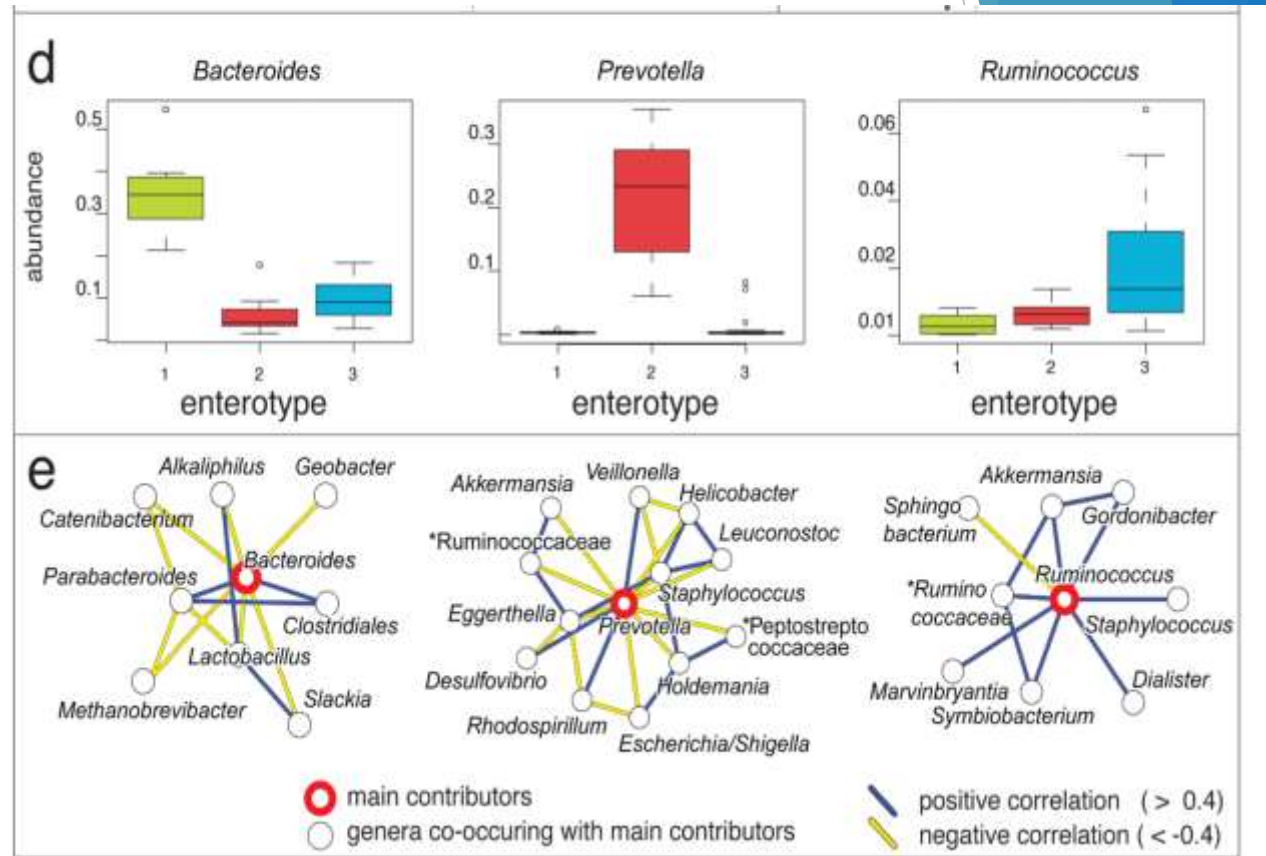 d
Bacteroides
Prevotella
Ruminococcus
abundance
0.5
0.3
0.1
1
2
3
enterotype
0.3
0.2
0.1
1
2
3
enterotype
0.06
0.04
0.02
0.01
1
2
3
enterotype
e
Alkaliphilus
Geobacter
Catenibacterium
Bacteroides
Parabacteroides
Clostridiales
Lactobacillus
Methanobrevibacter
Slackia
Veillonella
Akkermansia
Helicobacter
*Ruminococcaceae
Leuconostoc
Staphylococcus
Eggerthella
Prevotella
*Peptostrepto
coccaceae
Desulfovibrio
Holdemania
Rhodospirillum
Escherichia/Shigella
Akkermansia
Sphingo
bacterium
Gordonibacter
Ruminococcus
*Rumino
coccaceae
Staphylococcus
Marvinbryantia
Dialister
Symbiobacterium
main contributors
genera co-occuring with main contributors
positive correlation ( > 0.4)
negative correlation ( < -0.4)